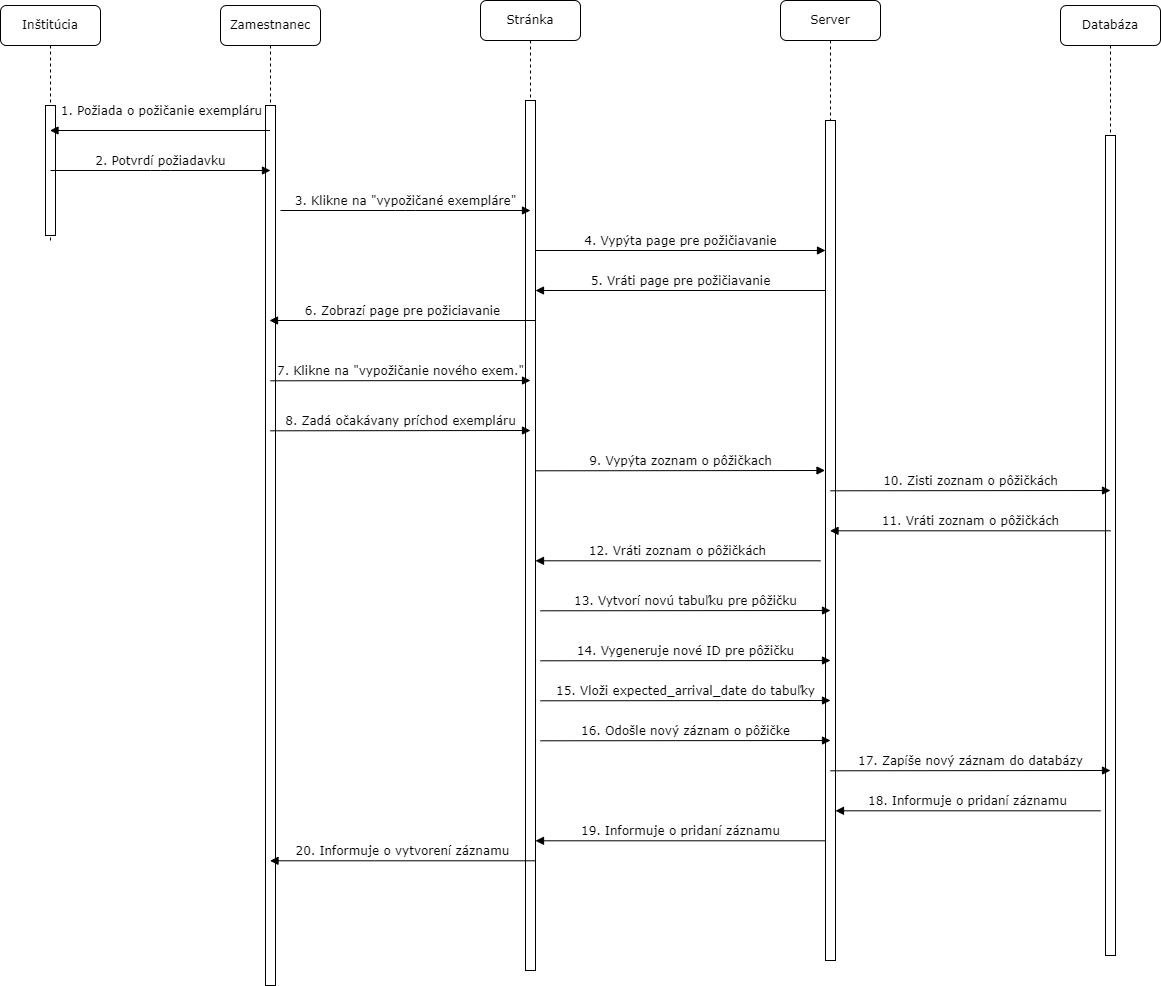 Inštitúcia
Zamestnanec
Stránka
Server
Databáza
1. Požiada o požičanie exempláru
2. Potvrdí požiadavku
3. Klikne na "vypožičané exempláre"
4. Vypýta page pre požičiavanie
5. Vráti page pre požičiavanie
6. Zobrazí page pre požiciavanie
7. Klikne na "vypožičanie nového exem."
8. Zadá očakávany príchod exempláru
9. Vypýta zoznam o pôžičkach
10. Zisti zoznam o pôžičkách
11. Vráti zoznam o pôžičkách
12. Vráti zoznam o pôžičkách
13. Vytvorí novú tabuľku pre pôžičku
14. Vygeneruje nové ID pre pôžičku
15. Vloži expected_arrival_date do tabuľky
16. Odošle nový záznam o pôžičke
17. Zapíše nový záznam do databázy
18. Informuje o pridaní záznamu
19. Informuje o pridaní záznamu
20. Informuje o vytvorení záznamu